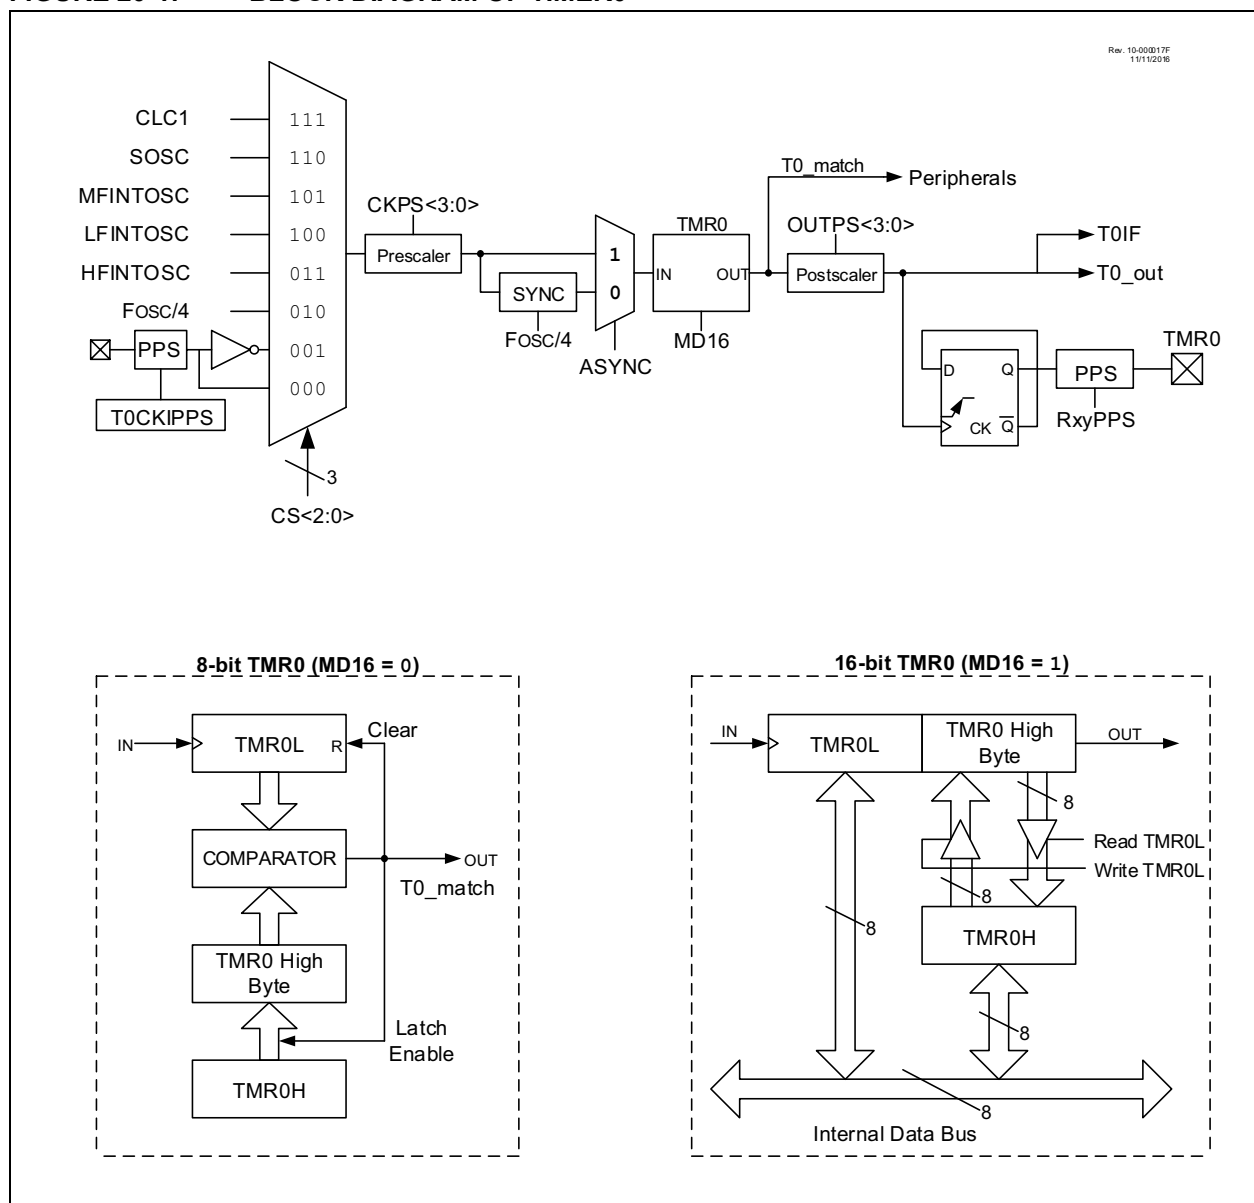 Rev. 10-000017F
11/11/2016
CLC1
111
SOSC
110
MFINTOSC
101
LFINTOSC
100
HFINTOSC
011
FOSC/4
010
PPS
001
000
T0CKIPPS
3
CS<2:0>
CKPS<3:0>
Prescaler
SYNC
FOSC/4
1
0
ASYNC
TMR0
IN
OUT
MD16
T0_match
Peripherals
OUTPS<3:0>
Postscaler
T0IF
T0_out
D
Q
CK
Q
PPS
RxyPPS
TMR0
8-bit TMR0 (MD16 = 0)
IN
TMR0L
R
Clear
COMPARATOR
OUT
T0_match
TMR0 High
Byte
Latch
Enable
TMR0H
16-bit TMR0 (MD16 = 1)
IN
TMR0L
TMR0 High
Byte
OUT
8
Read TMR0L
Write TMR0L
8
8
TMR0H
8
8
Internal Data Bus